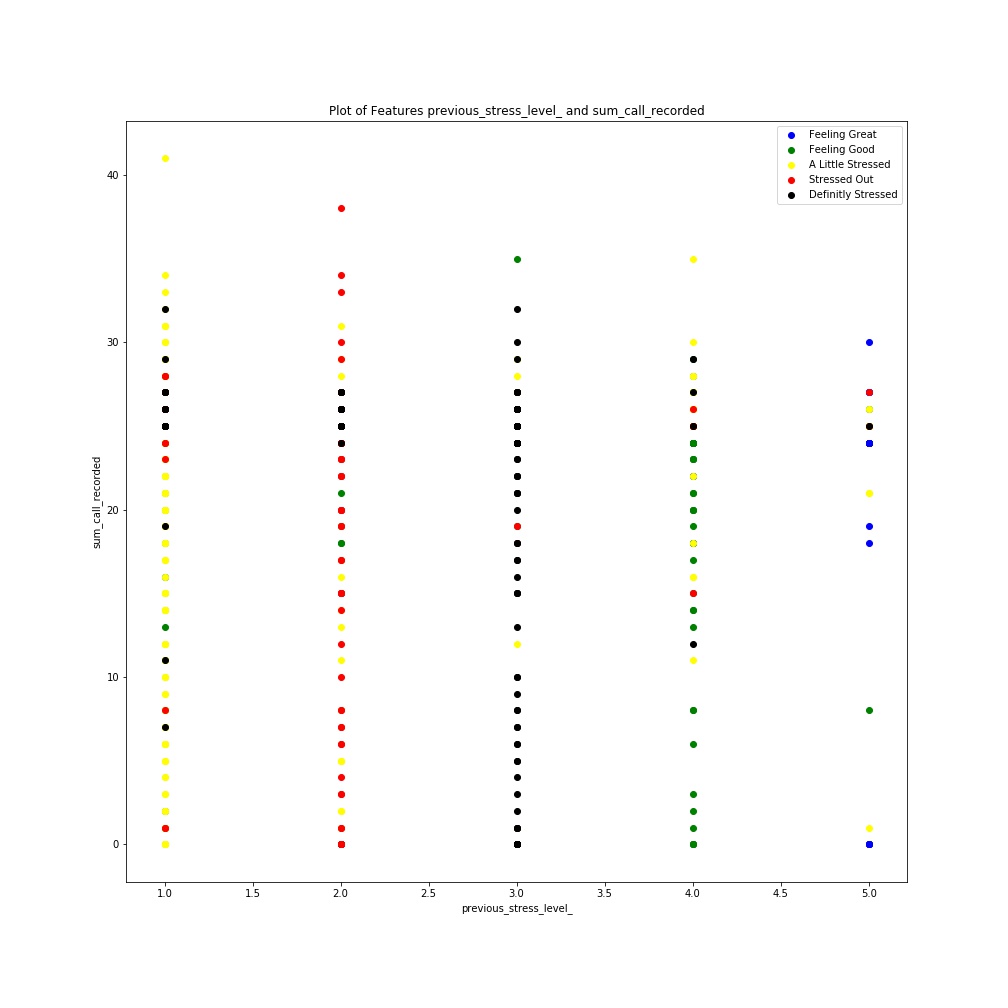 Plot of Features previous_stress_level_ and sum_call_recorded
Feeling Great
Feeling Good
A Little Stressed
Stressed Out
Definitly Stressed
40
30
20
10
0
sum_call_recorded
1.0 1.5 2.0 2.5 3.0 3.5 4.0 4.5 5.0
previous_stress_level_